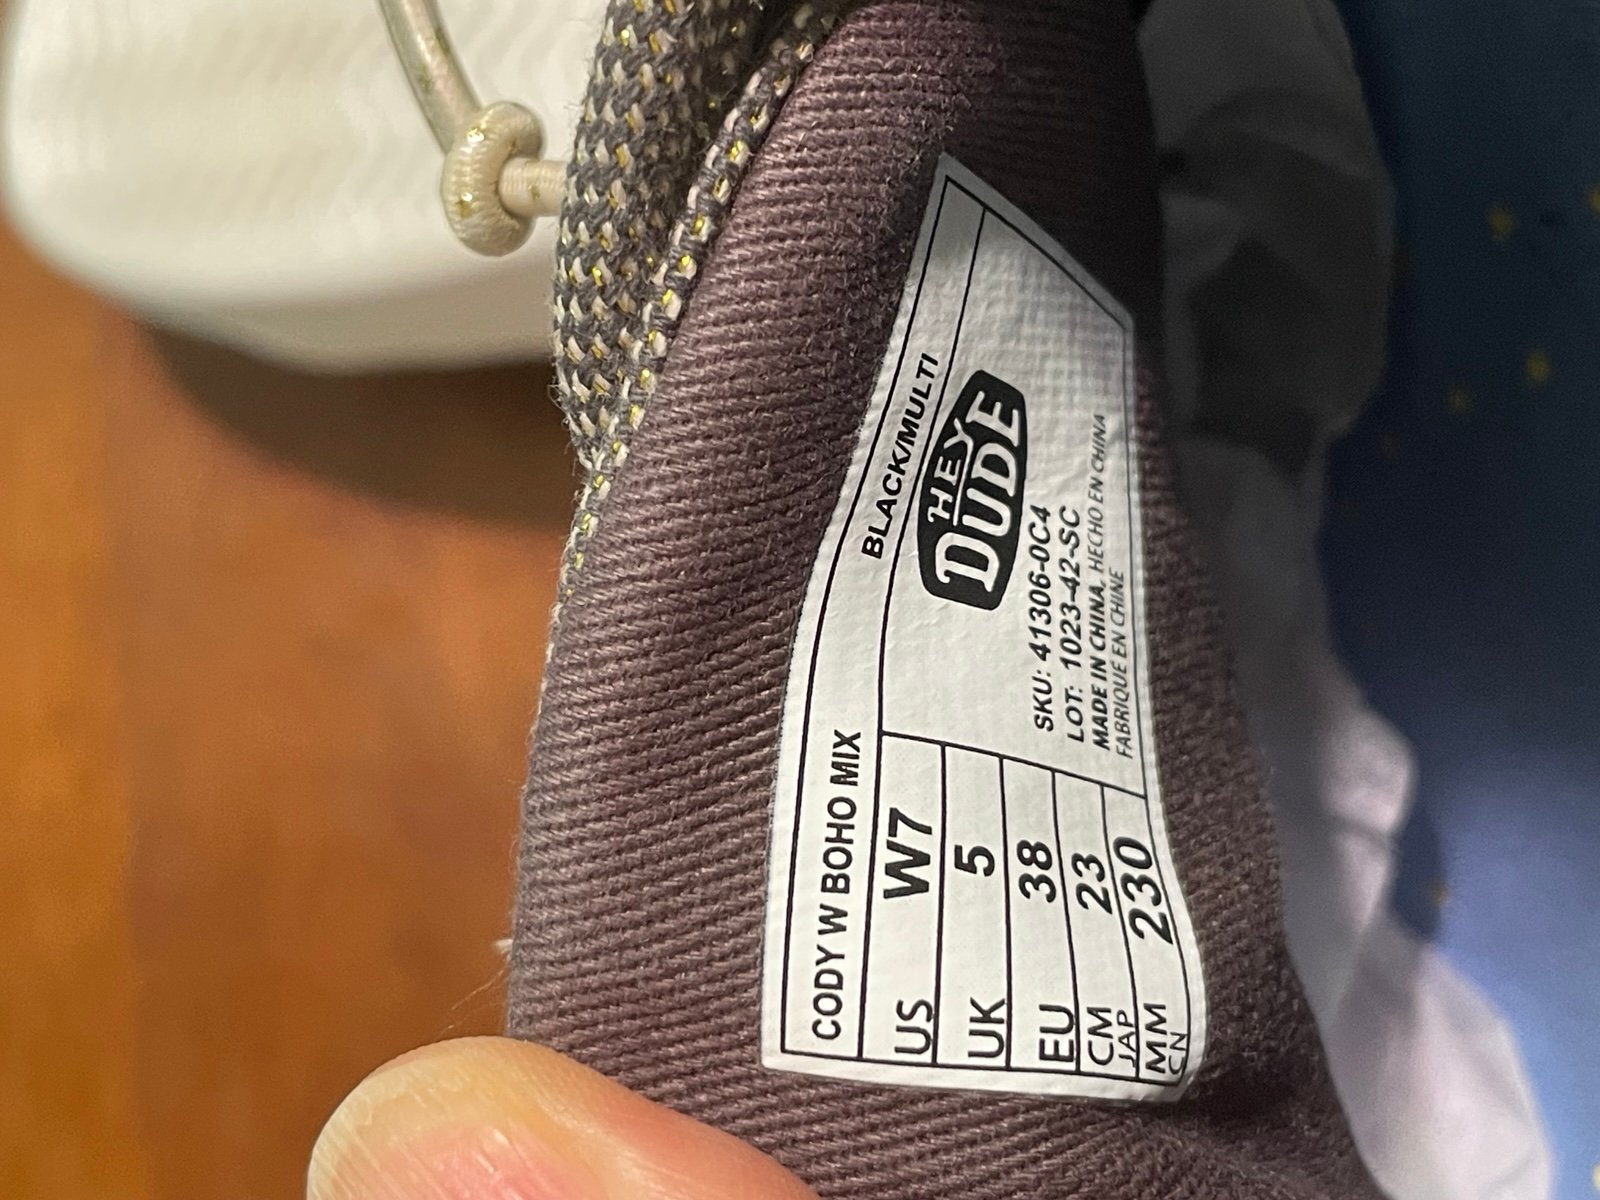 CODY W BOHO MIX BLACK/MULTI
US W7
UK 5
EU 38
CM JAP 23
MM CN 230
HEY
DUDE
SKU: 41306-0C4
LOT: 1023-42-SC
MADE IN CHINA, HECHO EN CHINA
FABRIQUE EN CHINE